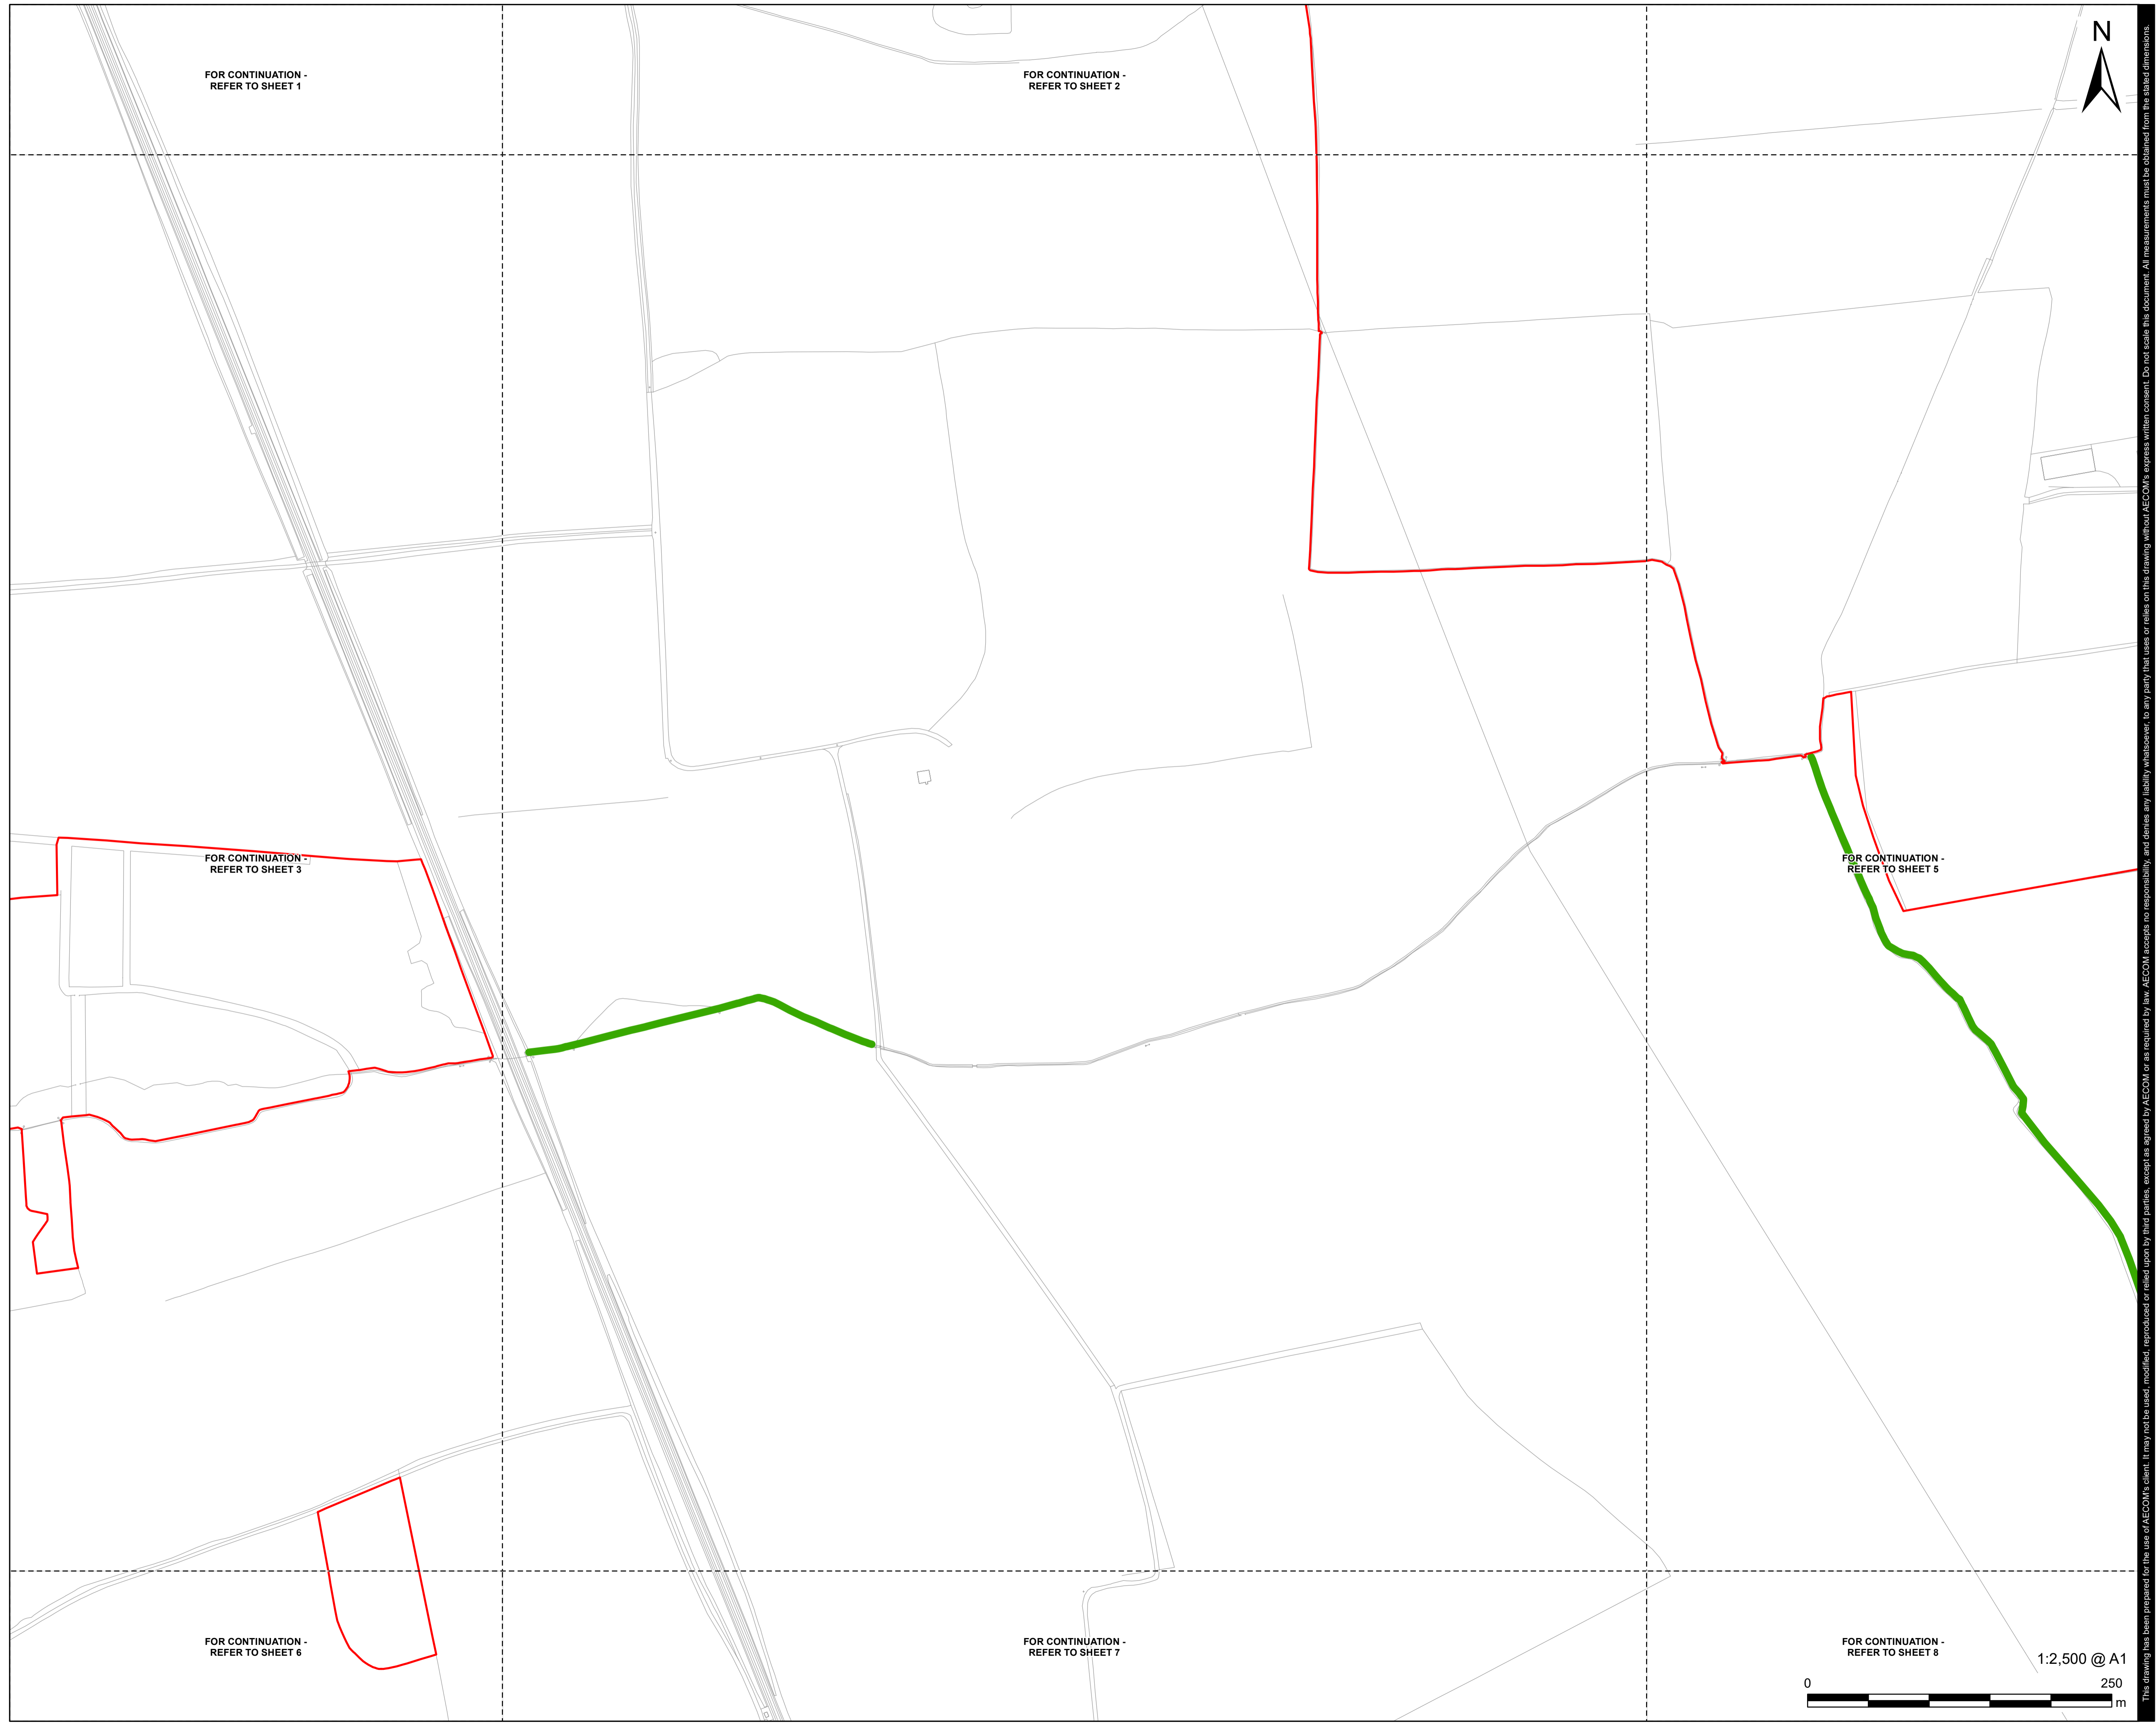 FOR CONTINUATION -
REFER TO SHEET 1
FOR CONTINUATION -
REFER TO SHEET 2
N
FOR CONTINUATION -
REFER TO SHEET 3
FOR CONTINUATION -
REFER TO SHEET 5
FOR CONTINUATION -
REFER TO SHEET 6
FOR CONTINUATION -
REFER TO SHEET 7
FOR CONTINUATION -
REFER TO SHEET 8
1:2,500 @ A1
0 250
m
This drawing has been prepared for the use of AECOM's client. It may not be used, modified, reproduced or relied upon by third parties, except as agreed by AECOM or as required by law. AECOM accepts no responsibility, and denies any liability whatsoever, to any party that uses or relies on this drawing without AECOM's express written consent. Do not scale this document. All measurements must be obtained from the stated dimensions.